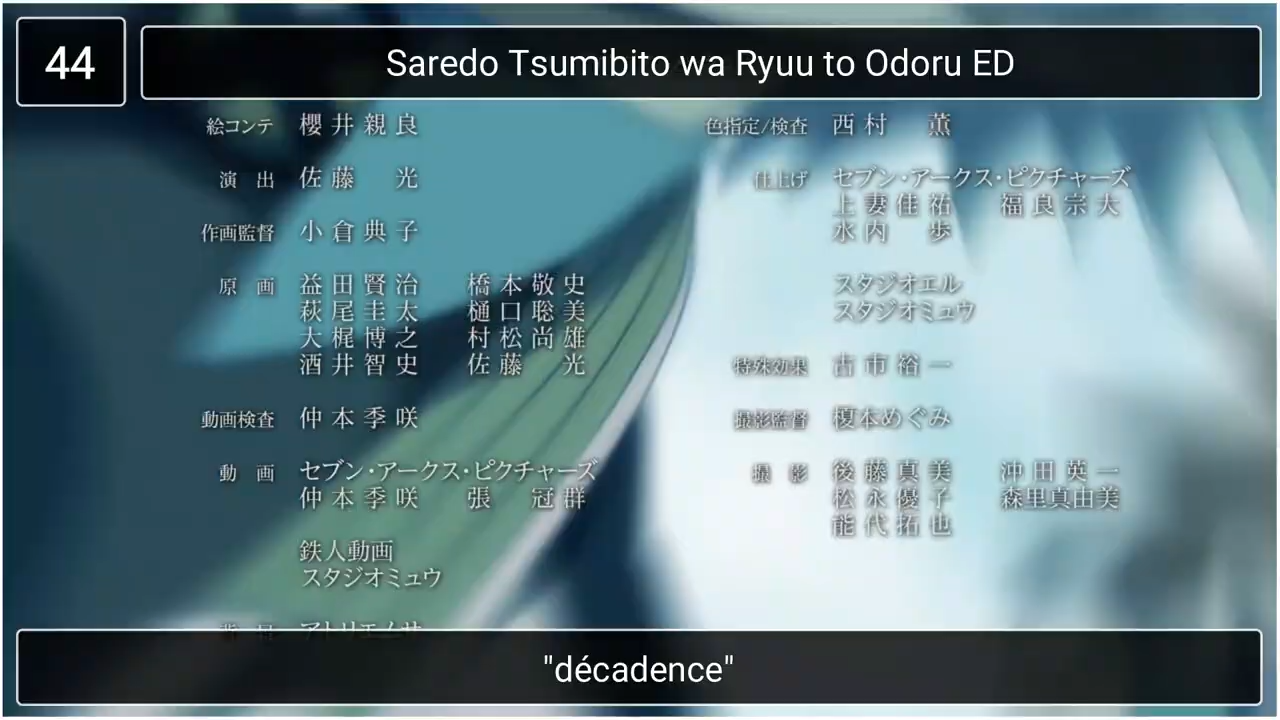 44
Saredo Tsumibito wa Ryuu to Odoru ED
絵コンテ 櫻井親良
演出 佐藤 光
作画監督 小倉典子
原画 益田賢治 橋本敬史
萩尾圭太 樋口聡美
大梶博之 村松尚雄
酒井智史 佐藤 光
動画検査 仲本季咲
動画 セブン・アークス・ピクチャーズ
仲本季咲 張 冠群
鉄人動画
スタジオミュウ
背景 アトリエムサ
色指定/検査 西村 薫
仕上げ セブン・アークス・ピクチャーズ
上妻佳祐 福良宗大
水内 歩
スタジオエル
スタジオミュウ
特殊効果 古市裕一
撮影監督 榎本めぐみ
撮影 後藤真美 沖田英一
松永優子 森里真由美
能代拓也
"décadence"